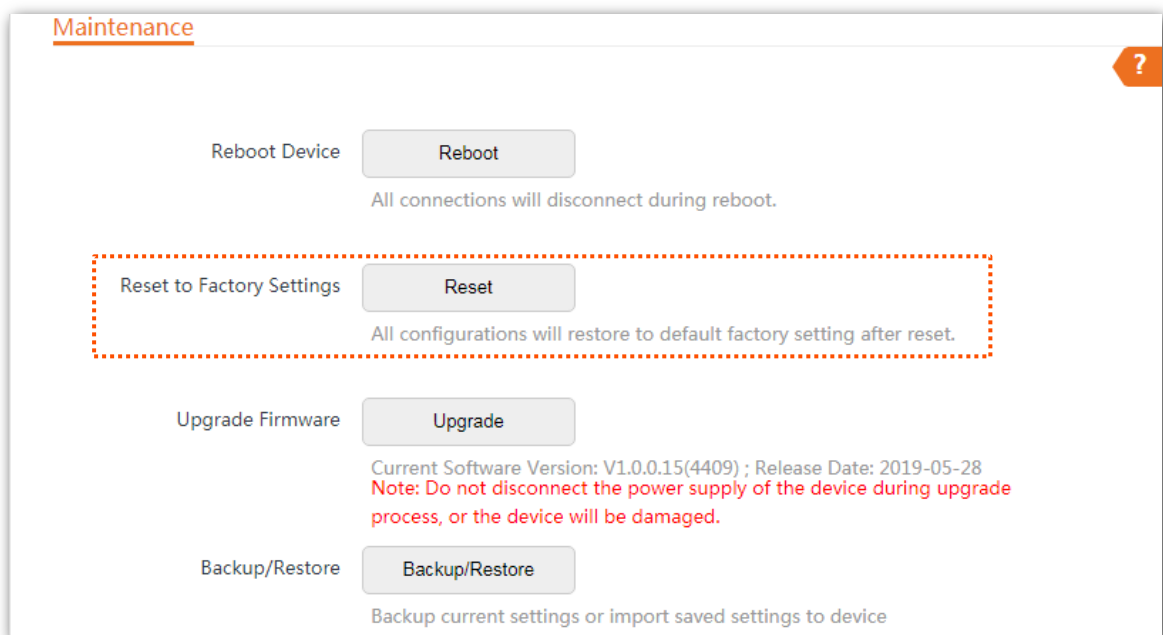 Maintenance
?
Reboot Device Reboot
All connections will disconnect during reboot.
Reset to Factory Settings Reset
All configurations will restore to default factory setting after reset.
Upgrade Firmware Upgrade
Current Software Version: V1.0.0.15(4409) ; Release Date: 2019-05-28
Note: Do not disconnect the power supply of the device during upgrade
process, or the device will be damaged.
Backup/Restore Backup/Restore
Backup current settings or import saved settings to device